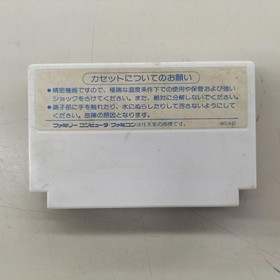 カセットについてのお願い
●精密機器ですので、極端な温度条件下での使用や保管および強い
ショックをさけてください。また、絶対に分解しないでください。
●端子部に手を触れたり、水にぬらしたりして汚さないようにして
ください。故障の原因となります。
ファミリーコンピュータ・ファミコンは任天堂の商標です。